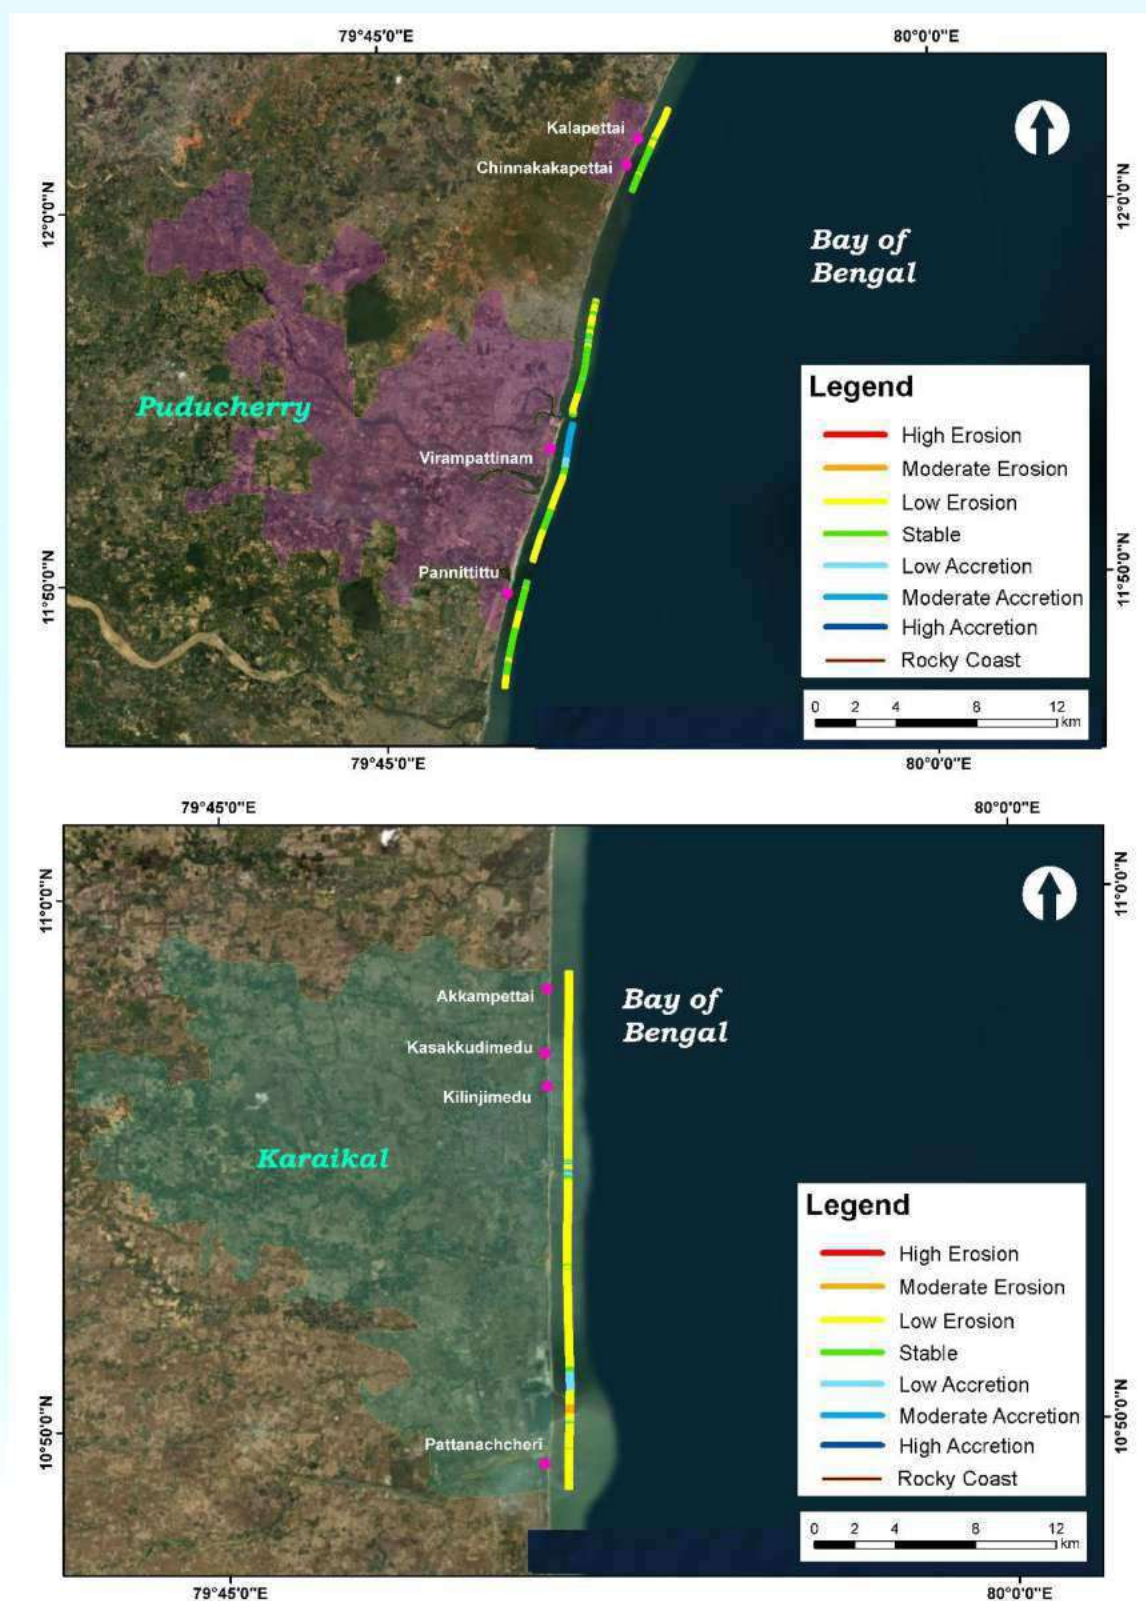 79°45'0"E
80°0'0"E
Kalapettai
Chinnakakapettai
12°0'0"N
12°0'0"N
Bay of
Bengal
Puducherry
Virampattinam
Pannittittu
11°50'0"N
11°50'0"N
Legend
High Erosion
Moderate Erosion
Low Erosion
Stable
Low Accretion
Moderate Accretion
High Accretion
Rocky Coast
0 2 4 8 12
km
79°45'0"E
80°0'0"E
79°45'0"E
80°0'0"E
11°0'0"N
11°0'0"N
Akkampettai
Kasakkudimedu
Kilinjimedu
Bay of
Bengal
Karaikal
Pattanachcheri
10°50'0"N
10°50'0"N
Legend
High Erosion
Moderate Erosion
Low Erosion
Stable
Low Accretion
Moderate Accretion
High Accretion
Rocky Coast
0 2 4 8 12
km
79°45'0"E
80°0'0"E